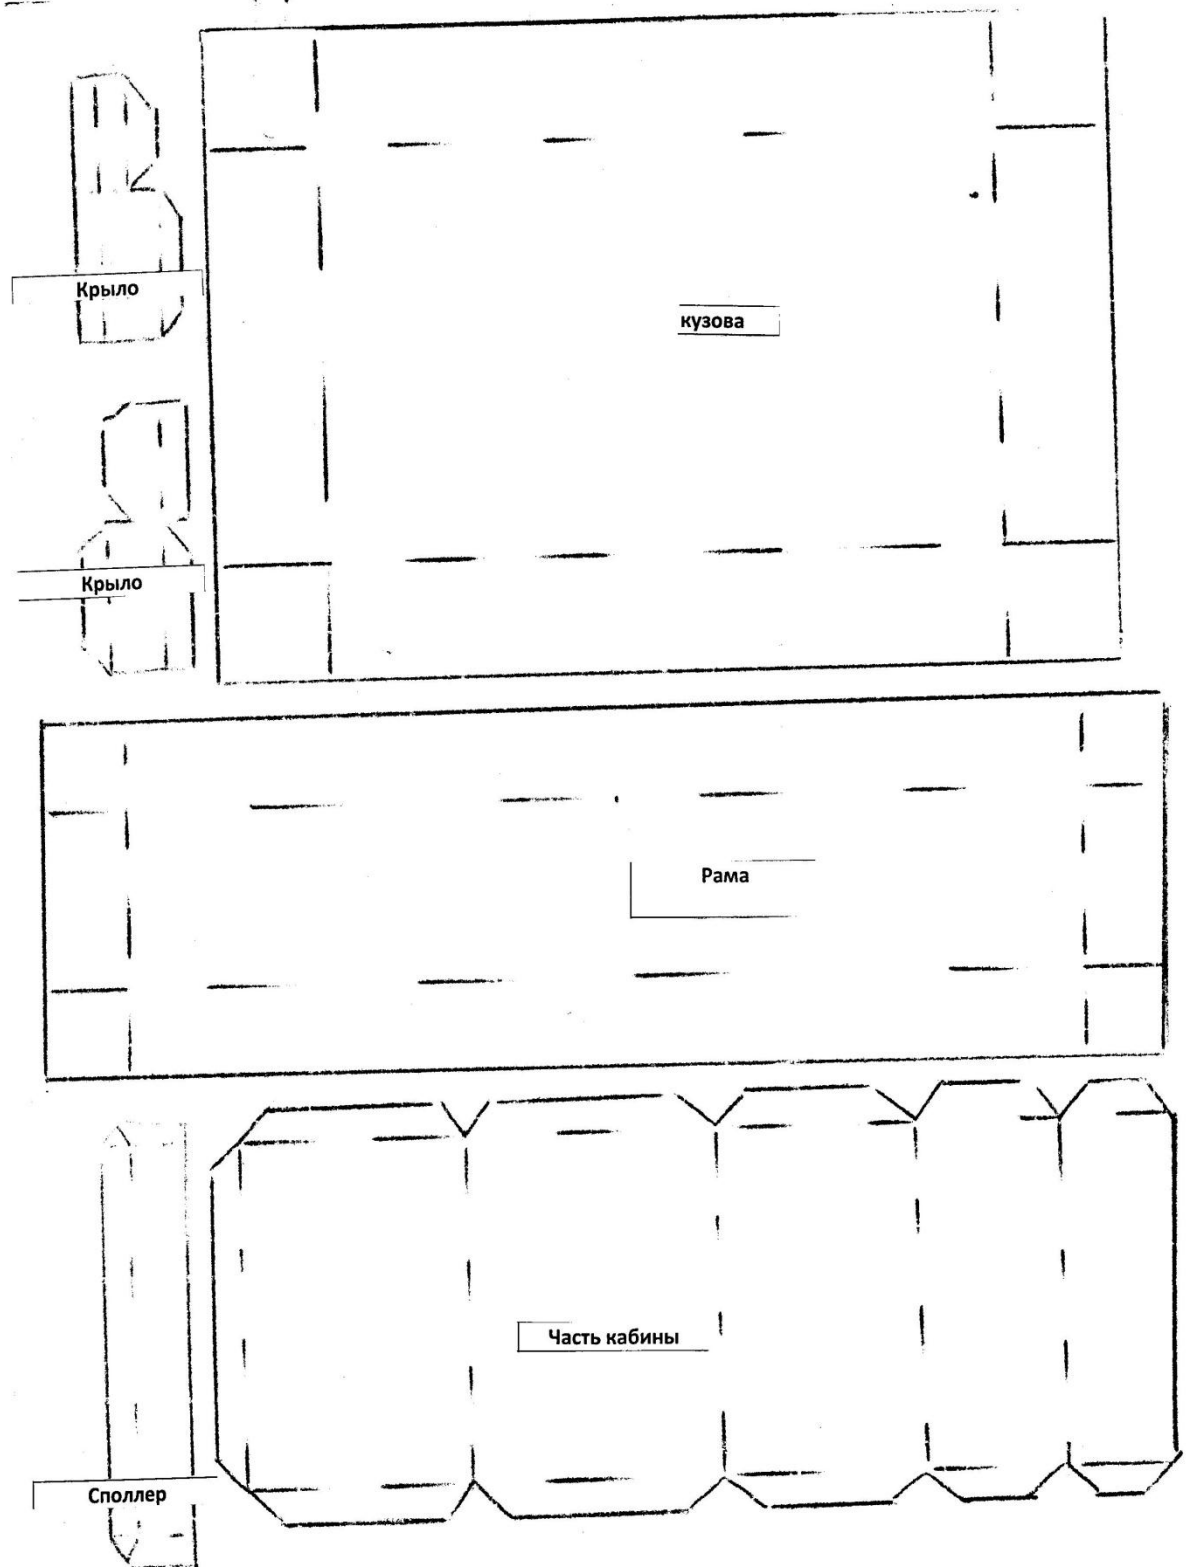 Крыло
кузова
Крыло
Рама
Часть кабины
Споллер